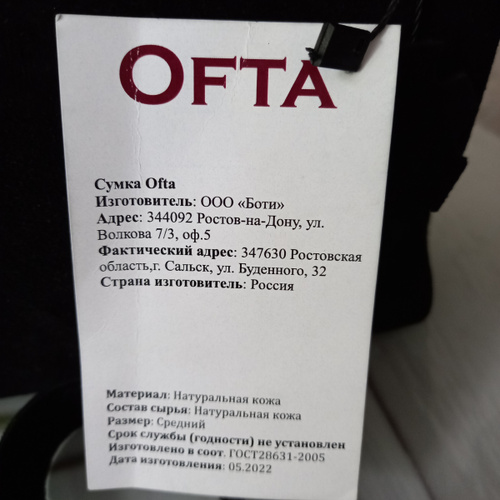 OFTA
Сумка Ofta
Изготовитель: ООО «Боти»
Адрес: 344092 Ростов-на-Дону, ул.
Волкова 7/3, оф.5
Фактический адрес: 347630 Ростовская
область,г. Сальск, ул. Буденного, 32
Страна изготовитель: Россия
Материал: Натуральная кожа
Состав сырья: Натуральная кожа
Размер: Средний
Срок службы (годности) не установлен
Изготовлено в соот. ГОСТ28631-2005
Дата изготовления: 05.2022